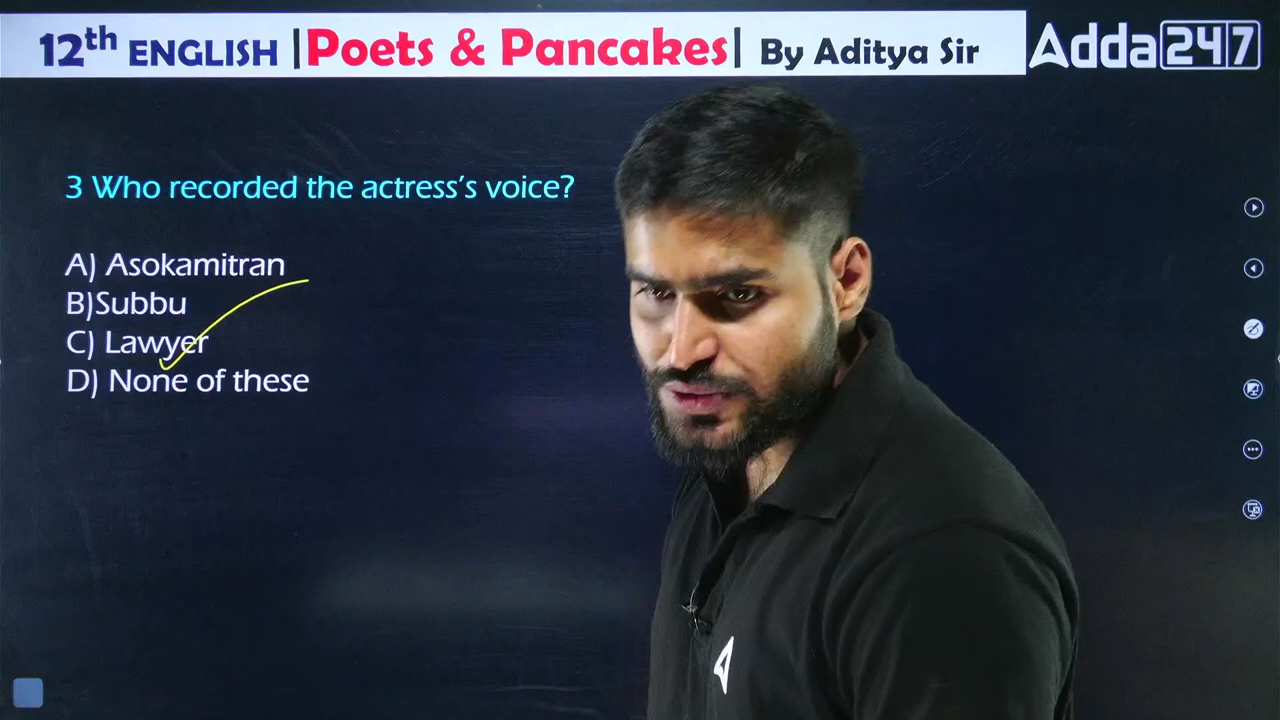 12th ENGLISH |Poets & Pancakes| By Aditya Sir
Adda247
3 Who recorded the actress's voice?
A) Asokamitran
B)Subbu
C) Lawyer
D) None of these